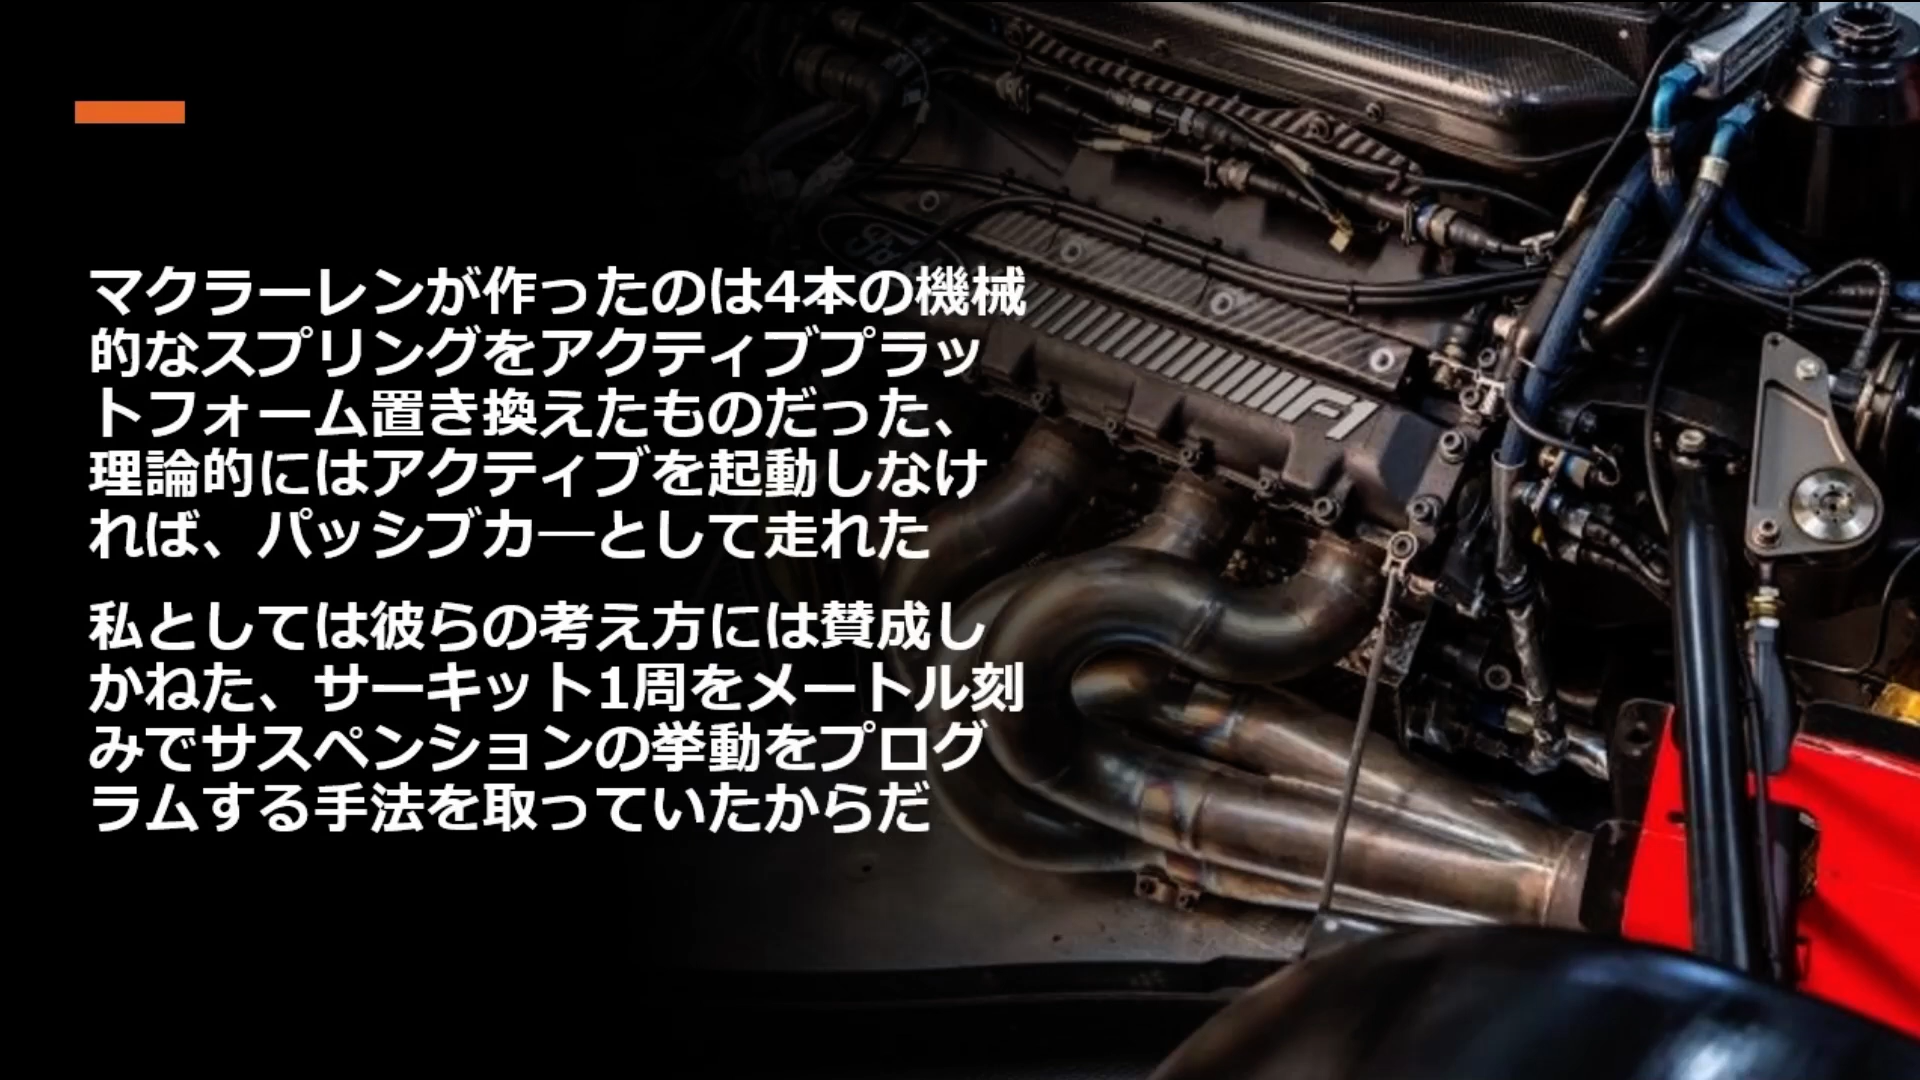 マクラーレンが作ったのは4本の機械
的なスプリングをアクティブプラッ
トフォーム置き換えたものだった、
理論的にはアクティブを起動しなけ
れば、パッシブカ―として走れた
私としては彼らの考え方には賛成し
かねた、サーキット1周をメートル刻
みでサスペンションの挙動をプログ
ラムする手法を取っていたからだ
Ford
F1